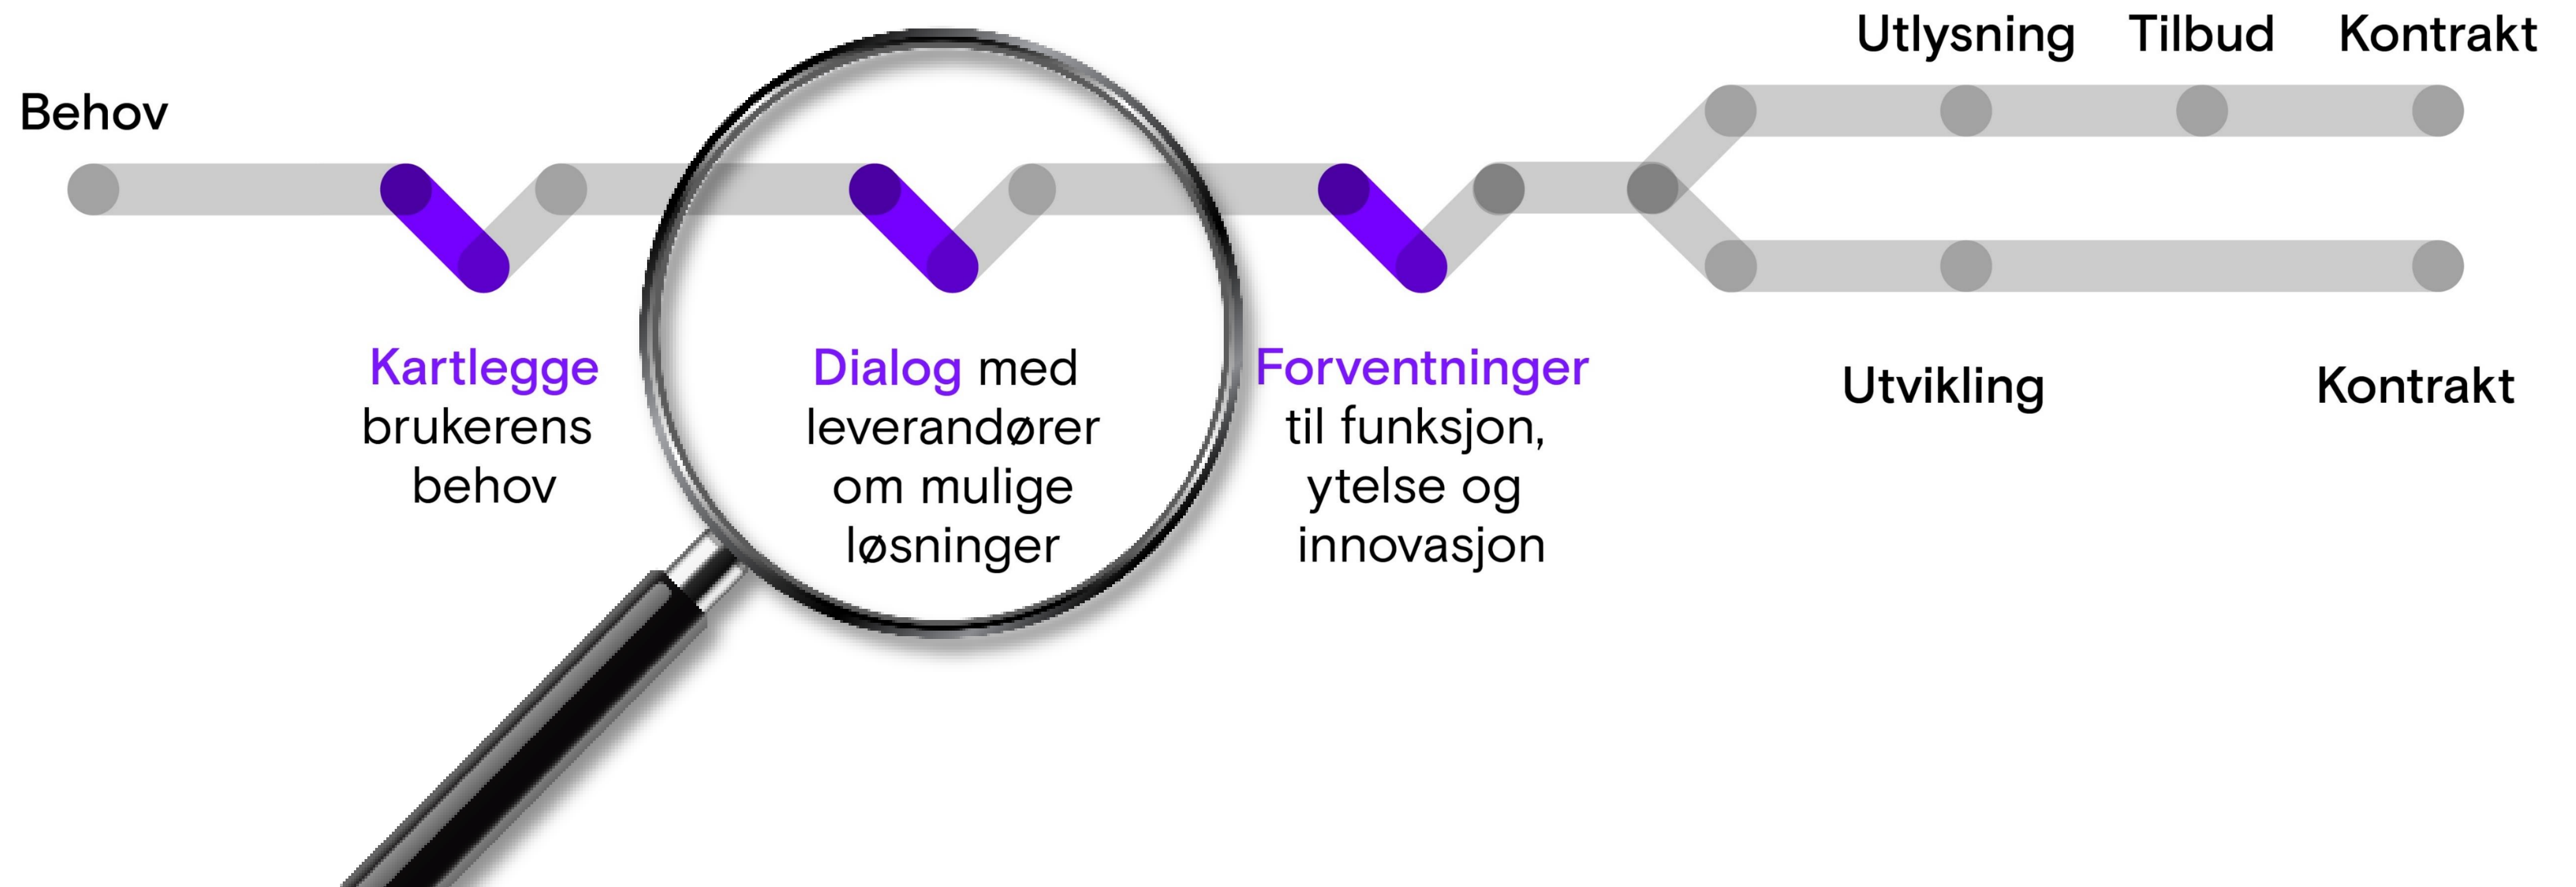 Behov
Kartlegge
brukerens
behov
Dialog med
leverandører
om mulige
løsninger
Forventninger
til funksjon,
ytelse og
innovasjon
Utlysning
Tilbud
Kontrakt
Utvikling
Kontrakt